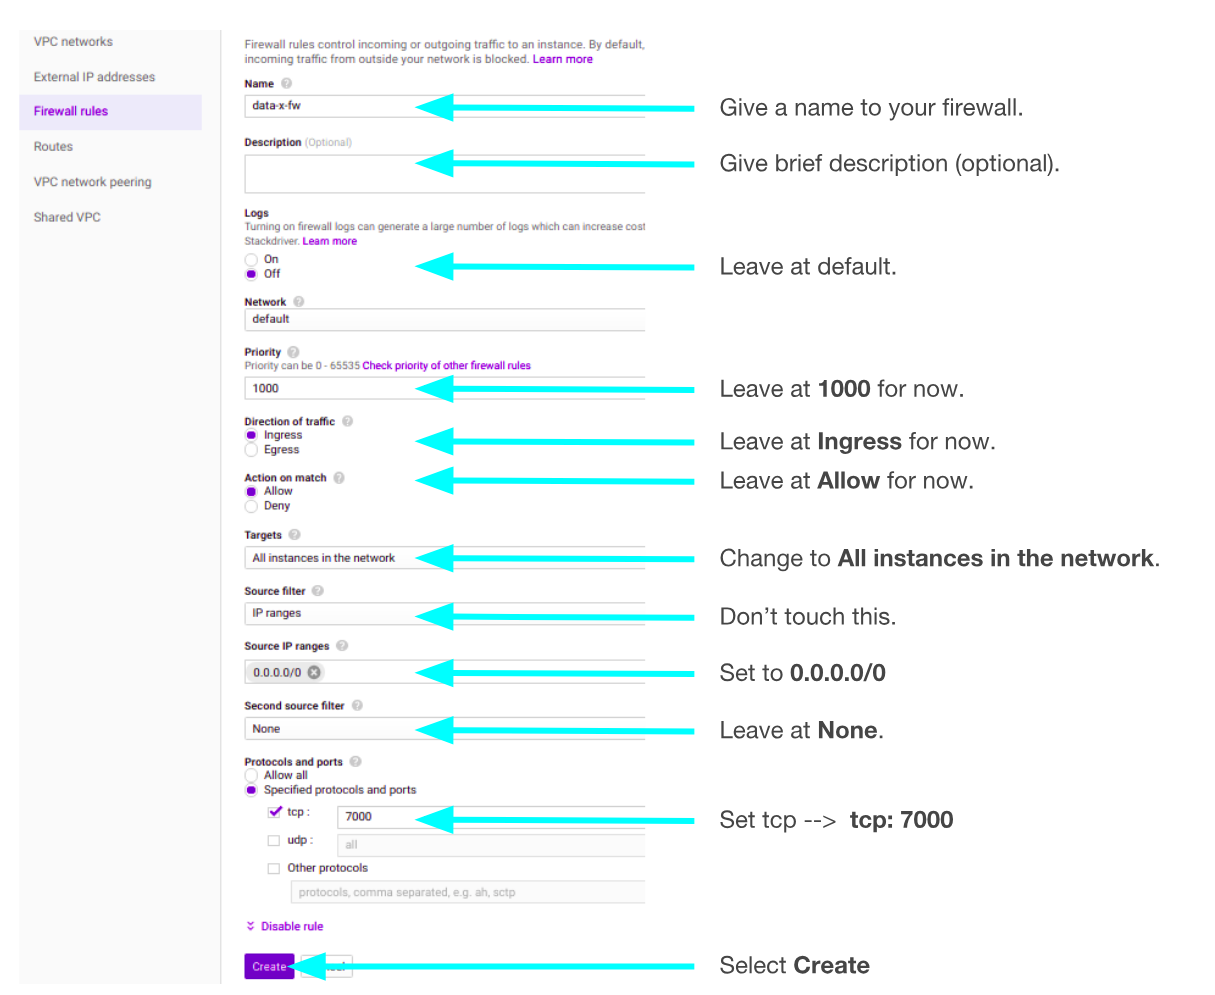 VPC networks
External IP addresses
Firewall rules
Routes
VPC network peering
Shared VPC
Firewall rules control incoming or outgoing traffic to an instance. By default,
incoming traffic from outside your network is blocked. Learn more
Name
data-x-fw
Give a name to your firewall.
Description (Optional)
Give brief description (optional).
Logs
Turning on firewall logs can generate a large number of logs which can increase cost
Stackdriver. Learn more
On
Off
Leave at default.
Network
default
Priority
Priority can be 0 - 65535 Check priority of other firewall rules
1000
Leave at 1000 for now.
Direction of traffic
Ingress
Egress
Leave at Ingress for now.
Action on match
Allow
Deny
Leave at Allow for now.
Targets
All instances in the network
Change to All instances in the network.
Source filter
IP ranges
Don't touch this.
Source IP ranges
0.0.0.0/0
Set to 0.0.0.0/0
Second source filter
None
Leave at None.
Protocols and ports
Allow all
Specified protocols and ports
tcp :
7000
Set tcp --> tcp: 7000
udp :
all
Other protocols
protocols, comma separated, e.g. ah, sctp
Disable rule
Create
Select Create